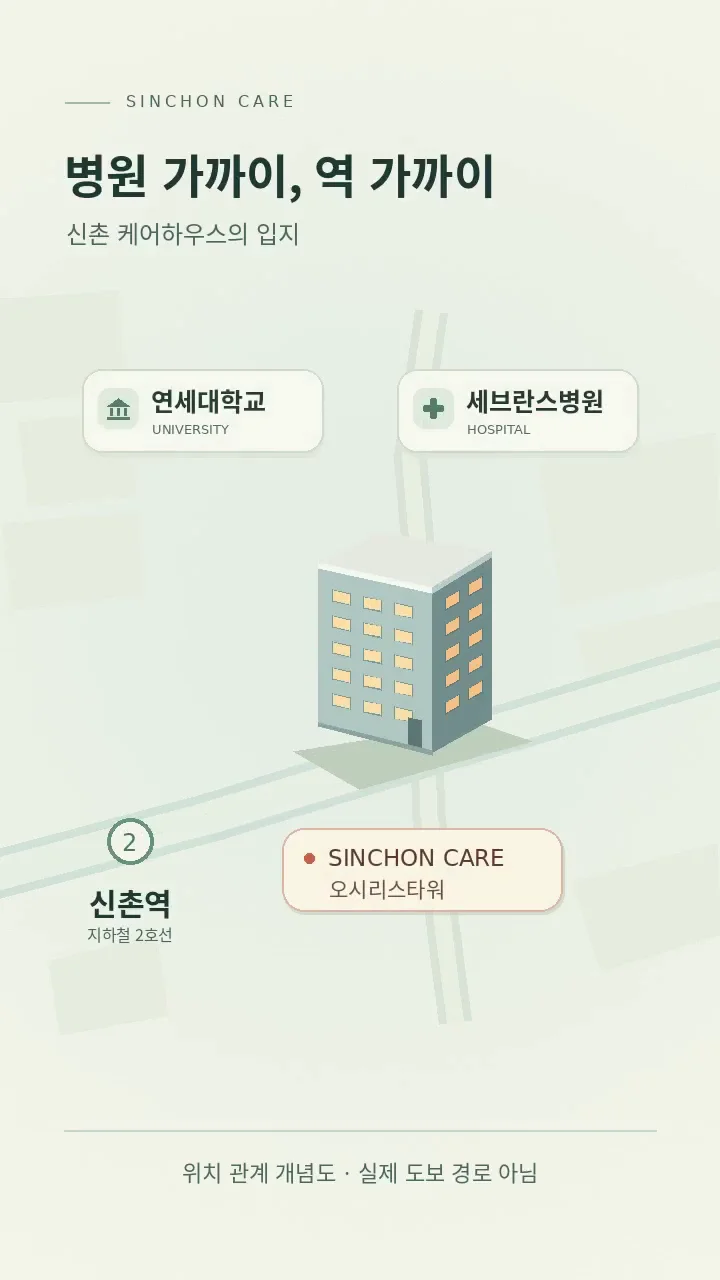 SINCHON CARE
병원 가까이, 역 가까이
신촌 케어하우스의 입지
연세대학교
UNIVERSITY
세브란스병원
HOSPITAL
2
신촌역
지하철 2호선
SINCHON CARE
오시리스타워
위치 관계 개념도 · 실제 도보 경로 아님